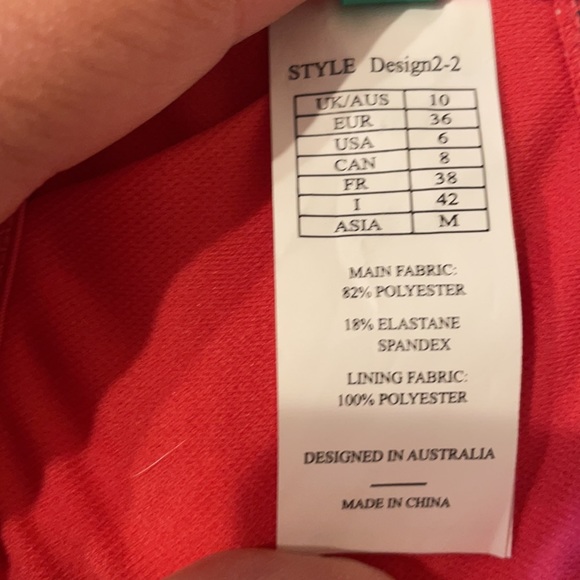 STYLE Design2-2
UK/AUS 10
EUR 36
USA 6
CAN 8
FR 38
I 42
ASIA M
MAIN FABRIC:
82% POLYESTER
18% ELASTANE
SPANDEX
LINING FABRIC:
100% POLYESTER
DESIGNED IN AUSTRALIA
MADE IN CHINA